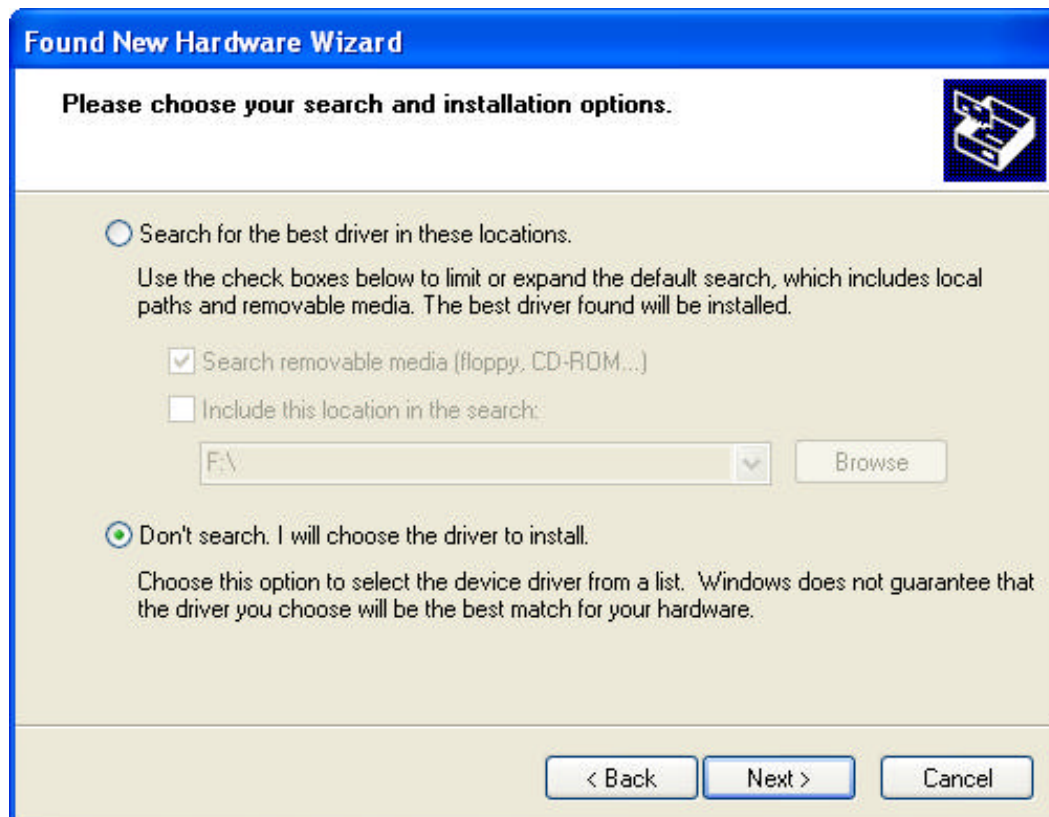 Found New Hardware Wizard
Please choose your search and installation options.
Search for the best driver in these locations.
Use the check boxes below to limit or expand the default search, which includes local
paths and removable media. The best driver found will be installed.
Search removable media (floppy, CD-ROM...)
Include this location in the search:
F:\
Browse
Don't search. I will choose the driver to install.
Choose this option to select the device driver from a list.  Windows does not guarantee that
the driver you choose will be the best match for your hardware.
< Back
Next >
Cancel